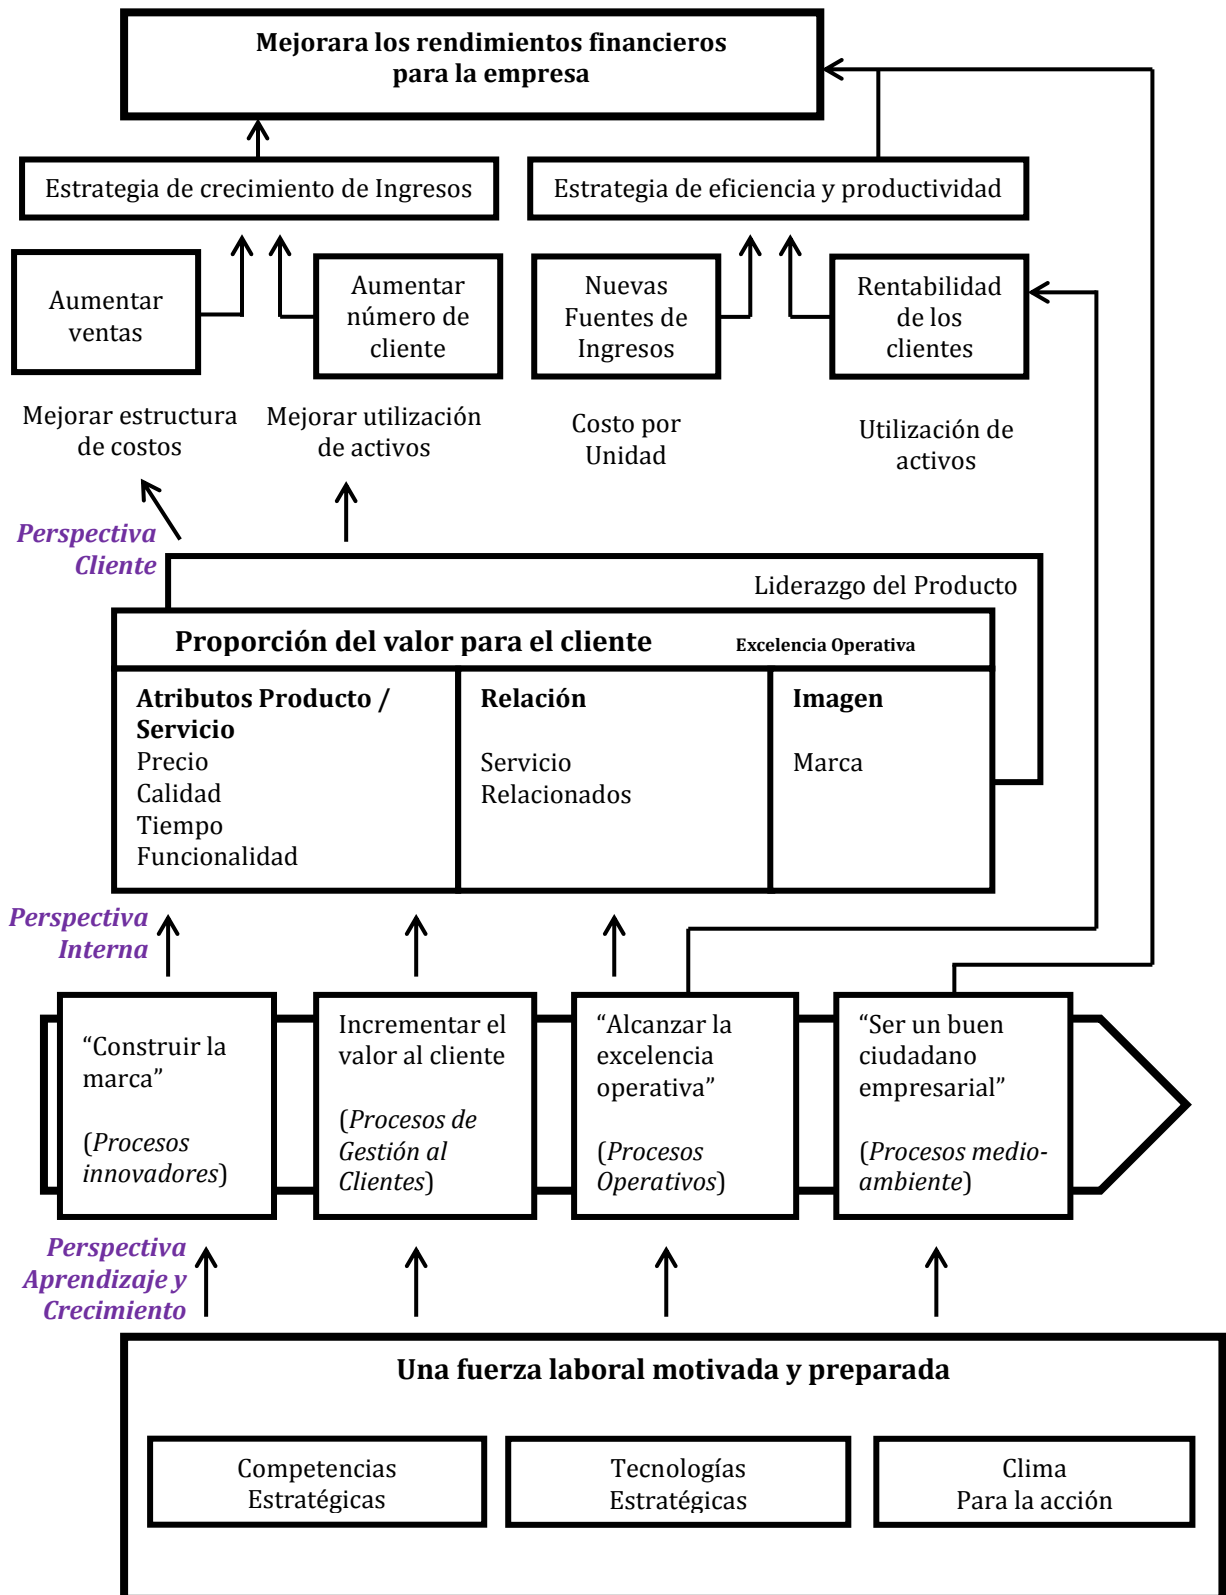 Mejorara los rendimientos financieros
para la empresa
Estrategia de crecimiento de Ingresos
Estrategia de eficiencia y productividad
Aumentar
ventas
Aumentar
número de
cliente
Nuevas
Fuentes de
Ingresos
Rentabilidad
de los
clientes
Mejorar estructura
de costos
Mejorar utilización
de activos
Costo por
Unidad
Utilización de
activos
Perspectiva
Cliente
Liderazgo del Producto
Proporción del valor para el cliente
Excelencia Operativa
Atributos Producto /
Servicio
Precio
Calidad
Tiempo
Funcionalidad
Relación
Servicio
Relacionados
Imagen
Marca
Perspectiva
Interna
“Construir la
marca”
(Procesos
innovadores)
Incrementar el
valor al cliente
(Procesos de
Gestión al
Clientes)
“Alcanzar la
excelencia
operativa”
(Procesos
Operativos)
“Ser un buen
ciudadano
empresarial”
(Procesos medio-
ambiente)
Perspectiva
Aprendizaje y
Crecimiento
Una fuerza laboral motivada y preparada
Competencias
Estratégicas
Tecnologías
Estratégicas
Clima
Para la acción